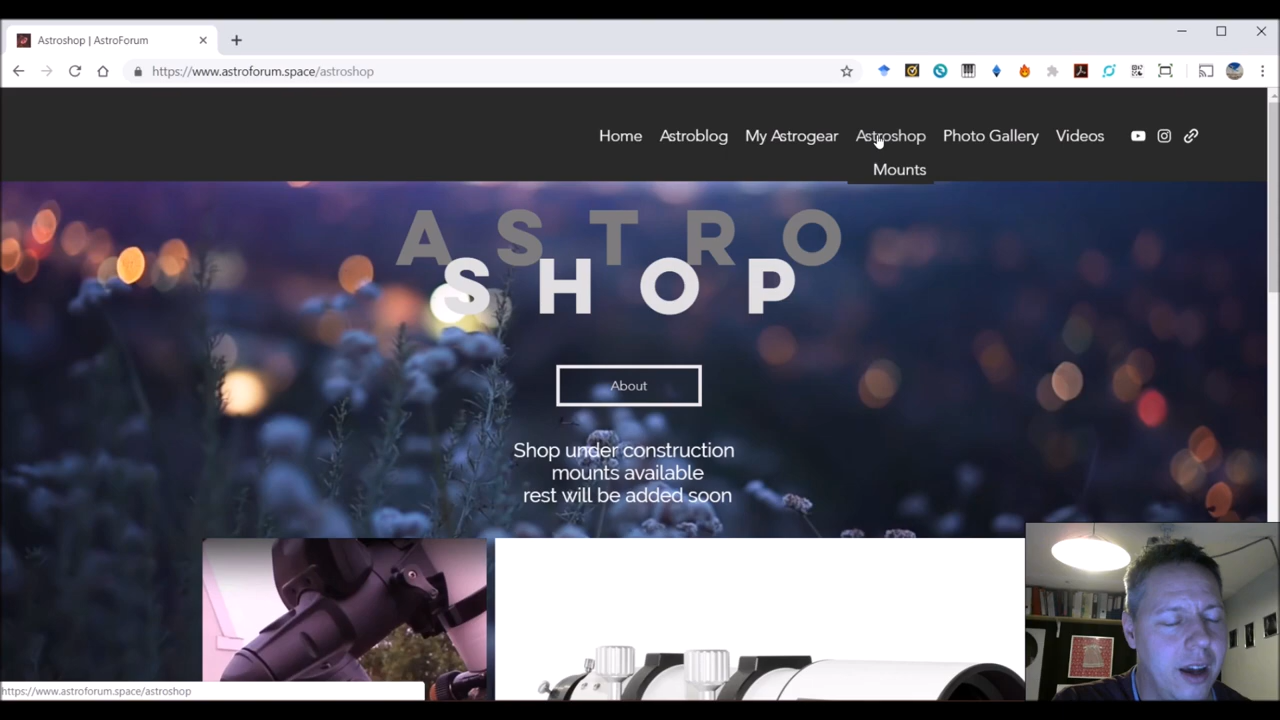 Astroshop | AstroForum
https://www.astroforum.space/astroshop
Home Astroblog My Astrogear Astroshop Photo Gallery Videos
Mounts
ASTRO
SHOP
About
Shop under construction
mounts available
rest will be added soon
https://www.astroforum.space/astroshop